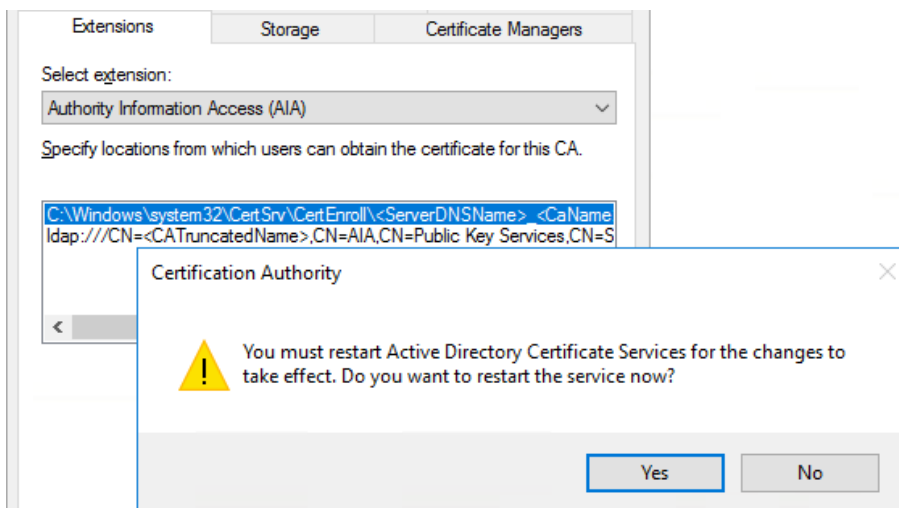 Extensions
Storage
Certificate Managers
Select extension:
Authority Information Access (AIA)
Specify locations from which users can obtain the certificate for this CA.
C:\Windows\system32\CertSrv\CertEnroll\<ServerDNSName>_<CaName
ldap:///CN=<CATruncatedName>,CN=AIA,CN=Public Key Services,CN=S
Certification Authority
You must restart Active Directory Certificate Services for the changes to
take effect. Do you want to restart the service now?
Yes
No